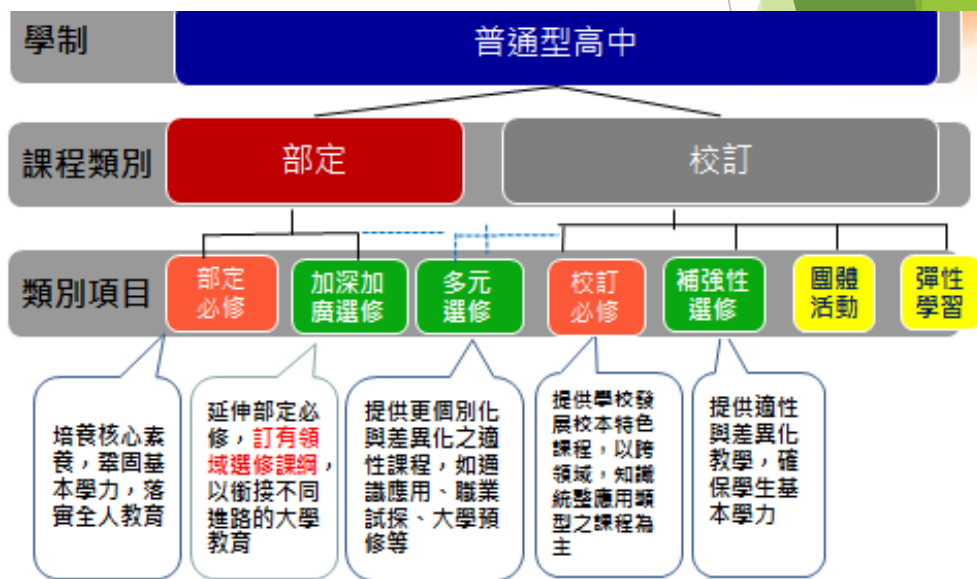 學制
普通型高中
課程類別
部定
校訂
類別項目
部定
必修
加深加
廣選修
多元
選修
校訂
必修
補強性
選修
團體
活動
彈性
學習
培養核心素
養，鞏固基
本學力，落
實全人教育
延伸部定必
修，訂有領
域選修課綱，
以銜接不同
進路的大學
教育
提供更個別化
與差異化之適
性課程，如通
識應用、職業
試探、大學預
修等
提供學校發
展校本特色
課程，以跨
領域，知識
統整應用類
型之課程為
主
提供適性
與差異化
教學，確
保學生基
本學力